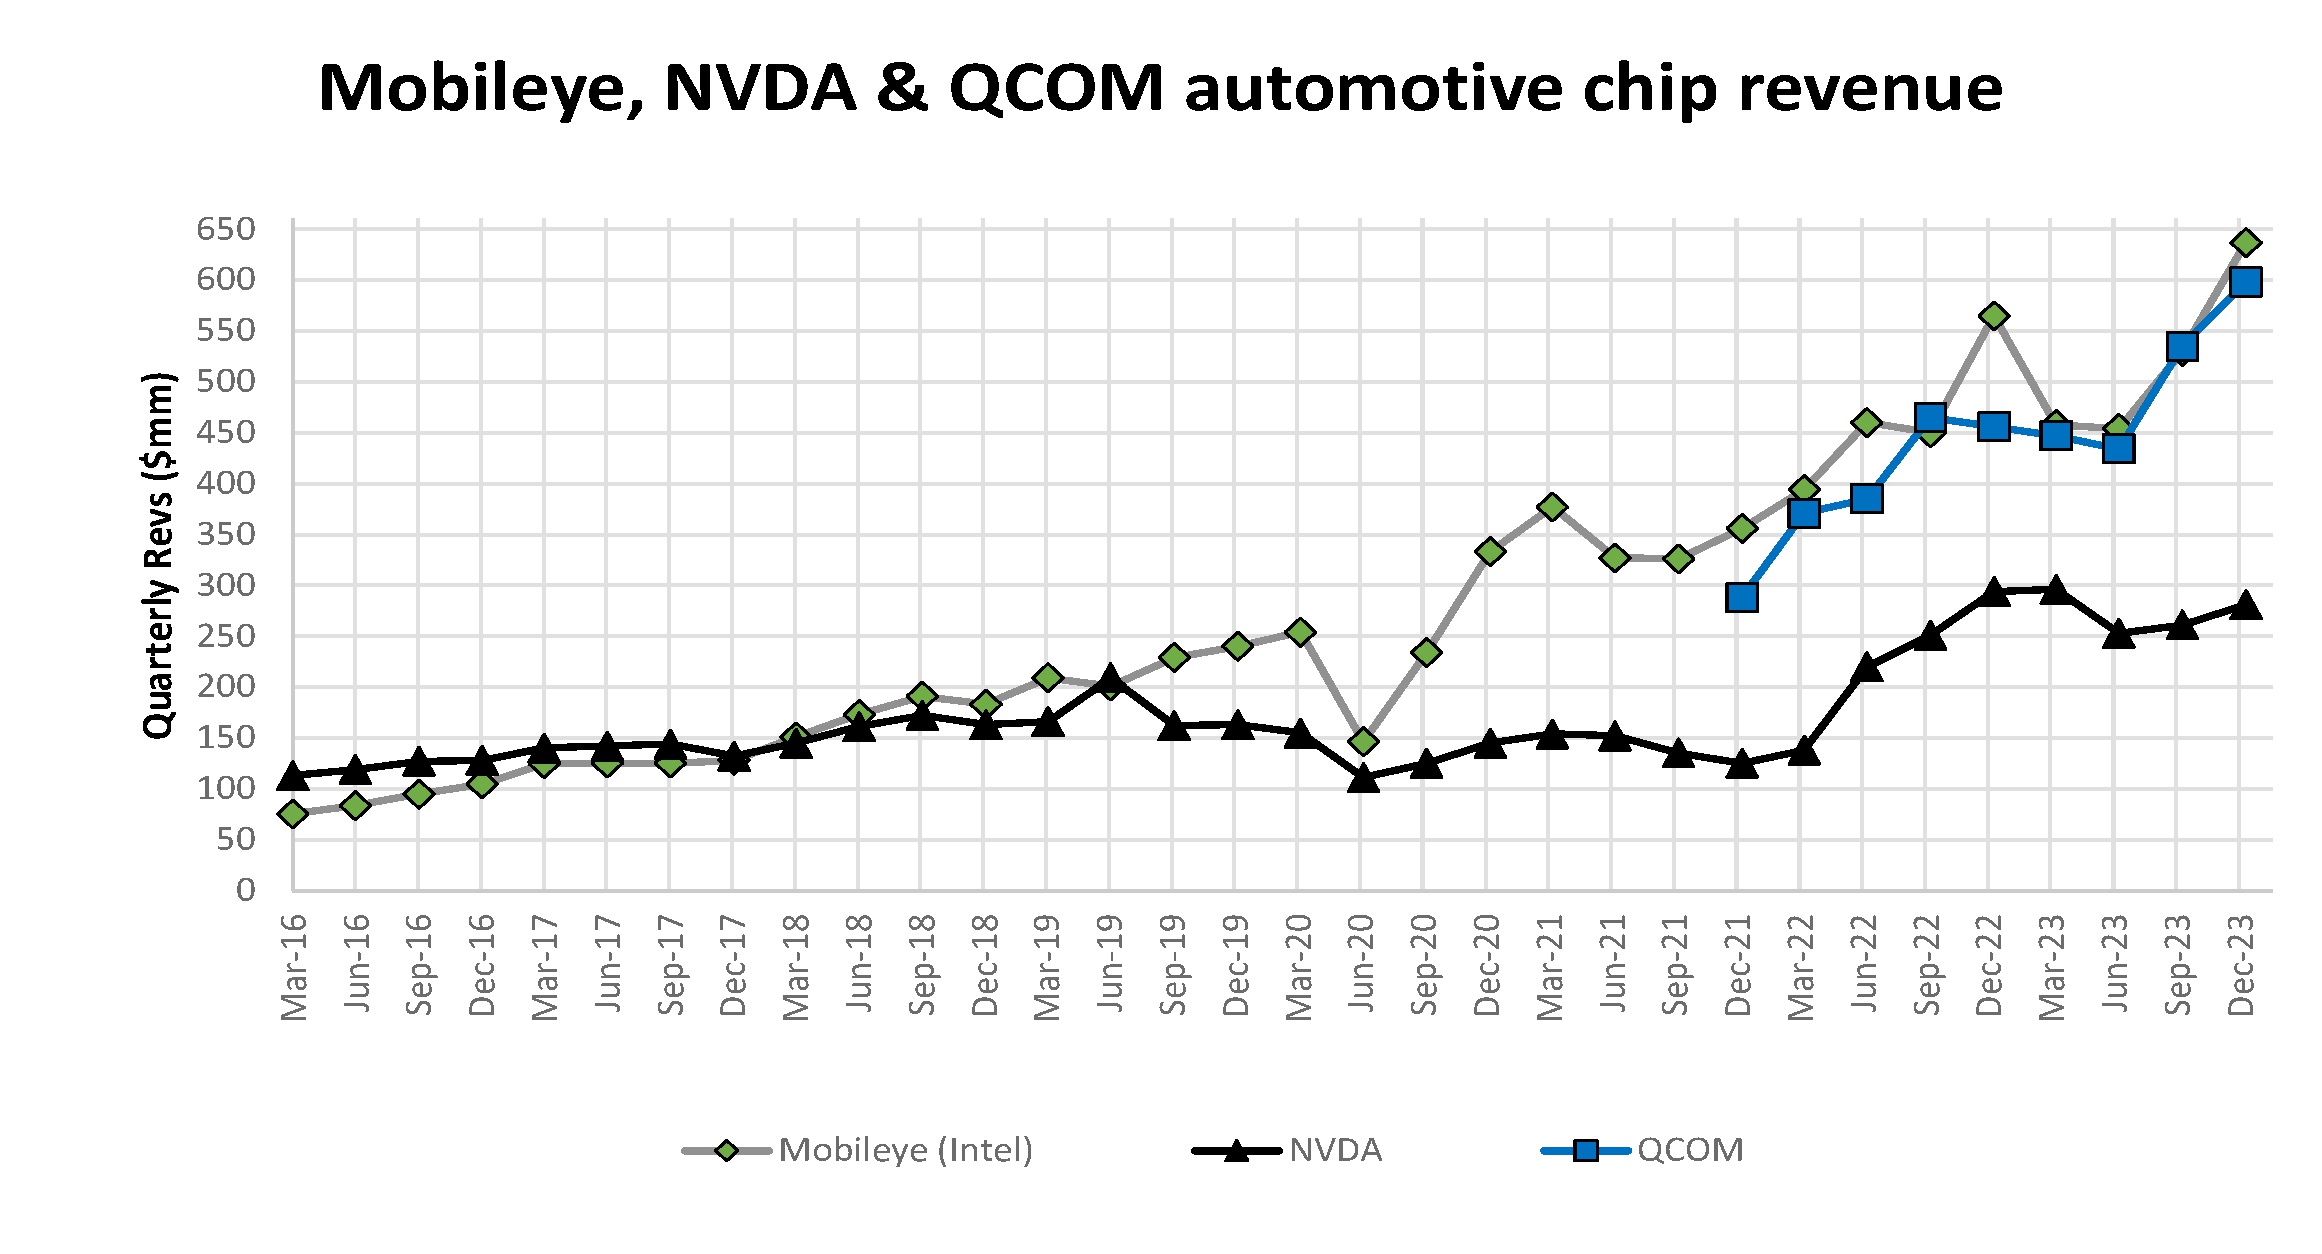 Mobileye, NVDA & QCOM automotive chip revenue
Quarterly Revs ($mm)
650
600
550
500
450
400
350
300
250
200
150
100
50
0
Mar-16
Jun-16
Sep-16
Dec-16
Mar-17
Jun-17
Sep-17
Dec-17
Mar-18
Jun-18
Sep-18
Dec-18
Mar-19
Jun-19
Sep-19
Dec-19
Mar-20
Jun-20
Sep-20
Dec-20
Mar-21
Jun-21
Sep-21
Dec-21
Mar-22
Jun-22
Sep-22
Dec-22
Mar-23
Jun-23
Sep-23
Dec-23
Mobileye (Intel)
NVDA
QCOM